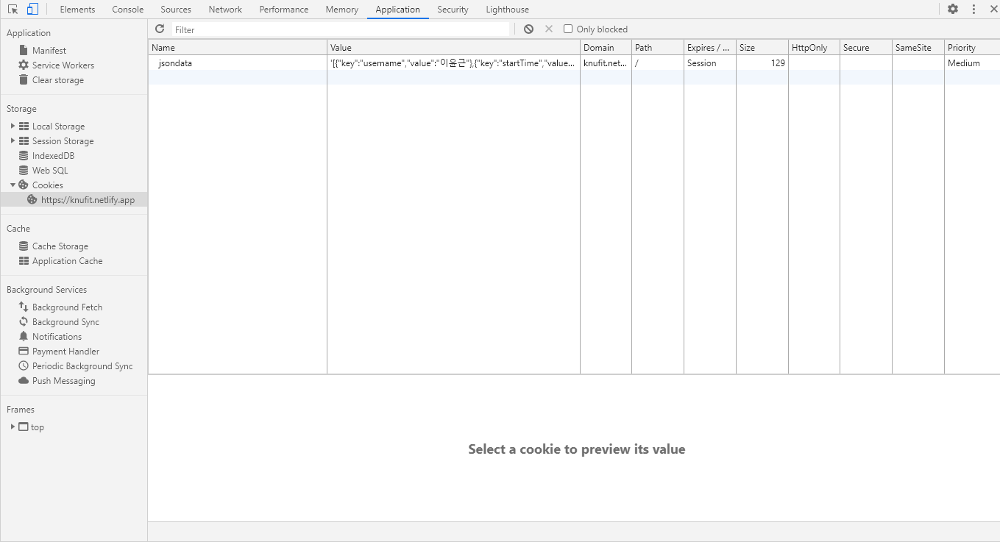 Elements Console Sources Network Performance Memory Application Security Lighthouse
Application
Manifest
Service Workers
Clear storage
Storage
Local Storage
Session Storage
IndexedDB
Web SQL
Cookies
https://knufit.netlify.app
Cache
Cache Storage
Application Cache
Background Services
Background Fetch
Background Sync
Notifications
Payment Handler
Periodic Background Sync
Push Messaging
Frames
top
Filter Only blocked
Name Value Domain Path Expires / ... Size HttpOnly Secure SameSite Priority
jsondata '[{"key":"username","value":"이윤근"},{"key":"startTime","value... knufit.net... / Session 129 Medium
Select a cookie to preview its value